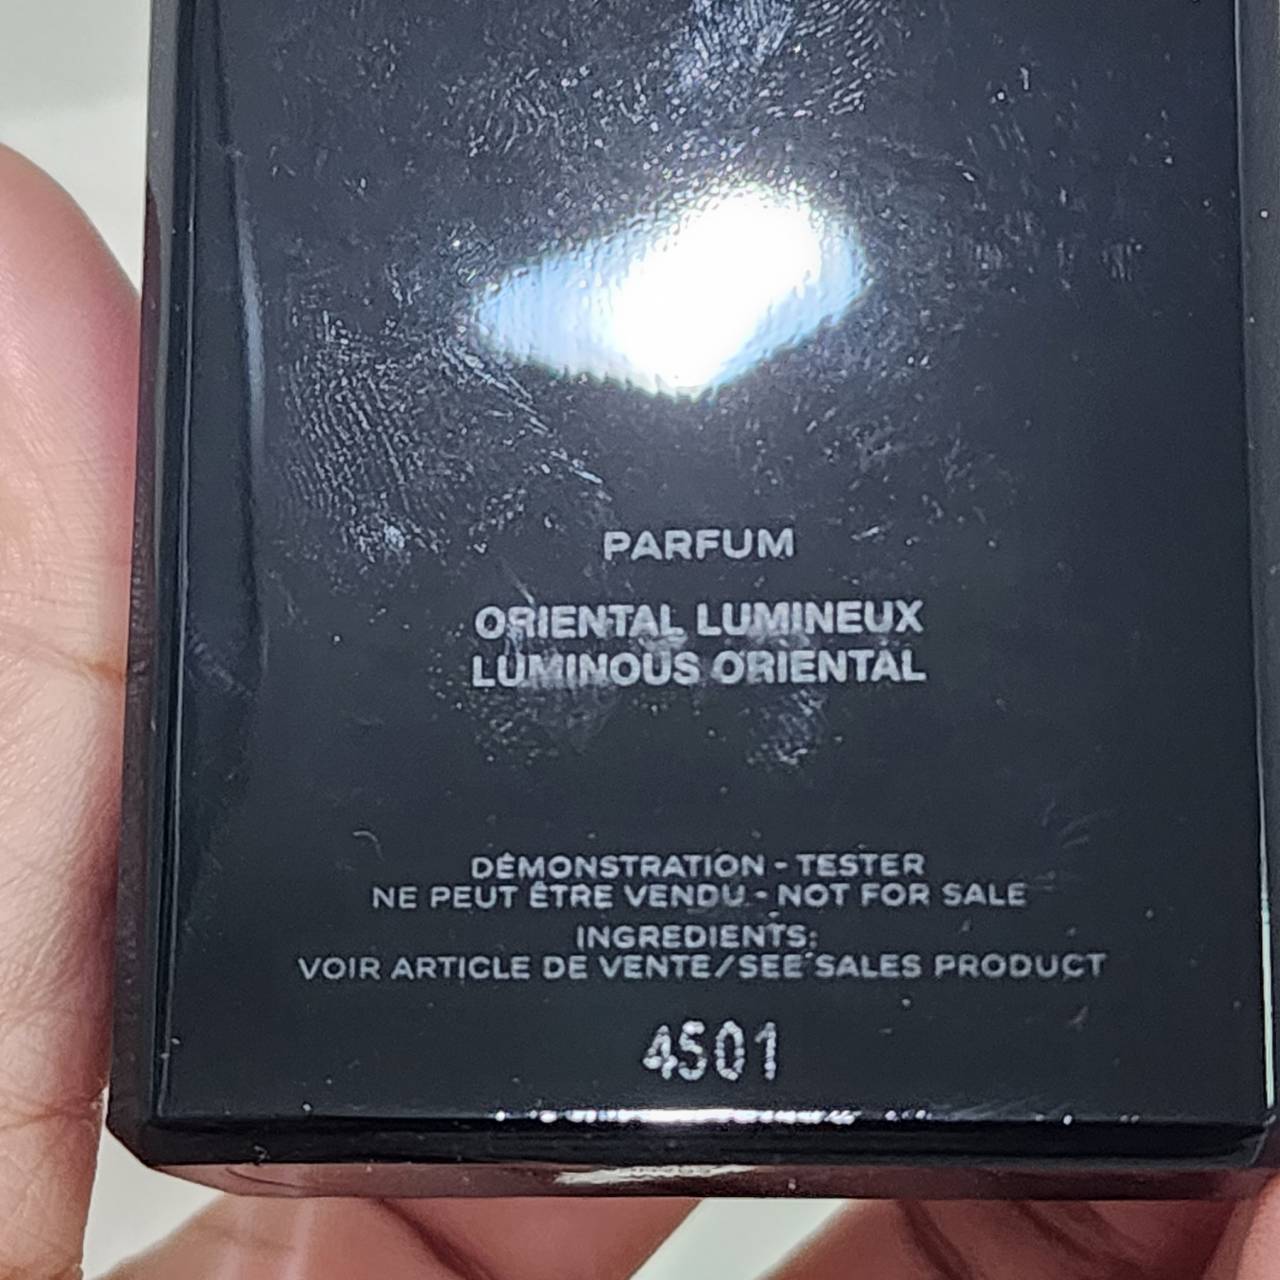 PARFUM
ORIENTAL LUMINEUX
LUMINOUS ORIENTAL
DÉMONSTRATION - TESTER
NE PEUT ÊTRE VENDU - NOT FOR SALE
INGREDIENTS:
VOIR ARTICLE DE VENTE/SEE SALES PRODUCT
4501